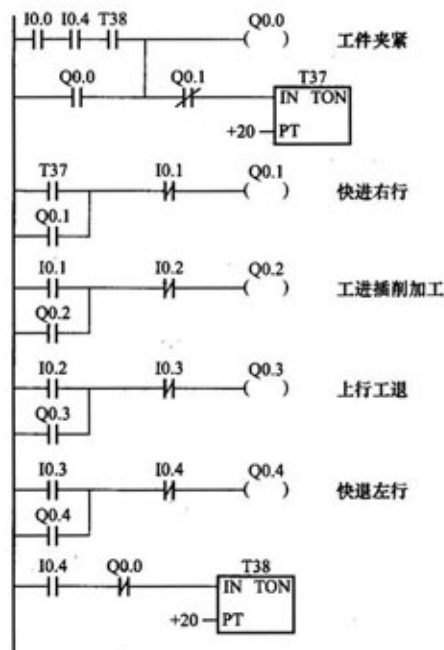 I0.0 I0.4 T38 Q0.0 工件夹紧
Q0.0 Q0.1 T37
IN TON
+20 PT
T37 I0.1 Q0.1 快进右行
Q0.1
I0.1 I0.2 Q0.2 工进插削加工
Q0.2
I0.2 I0.3 Q0.3 上行工退
Q0.3
I0.3 I0.4 Q0.4 快退左行
Q0.4
I0.4 Q0.0 T38
IN TON
+20 PT